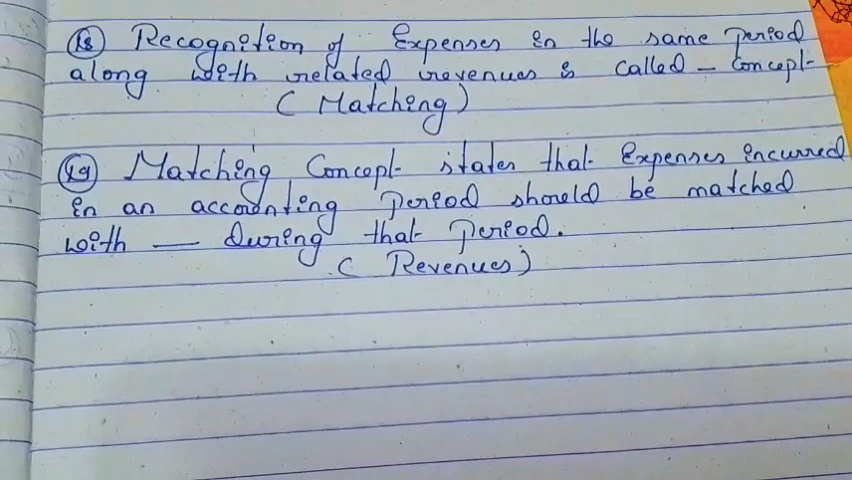 (18) Recognition of Expenses in the same period
along with related revenues is called — concept
(Matching)
(19) Matching Concept states that Expenses incurred
in an accounting period should be matched
with — during that period.
(Revenues)